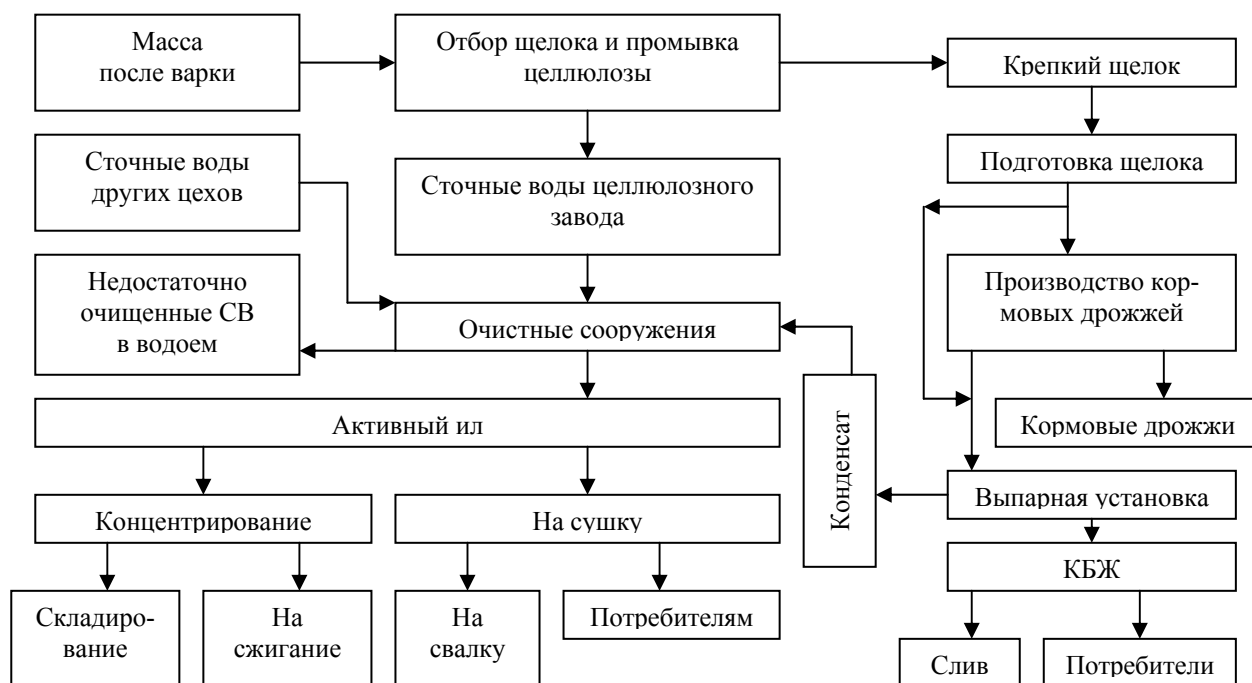 Масса
после варки
Отбор щелока и промывка
целлюлозы
Крепкий щелок
Сточные воды
других цехов
Сточные воды целлюлозного
завода
Подготовка щелока
Недостаточно
очищенные СВ
в водоем
Очистные сооружения
Производство кор-
мовых дрожжей
Активный ил
Конденсат
Кормовые дрожжи
Концентрирование
На сушку
Выпарная установка
КБЖ
Складиро-
вание
На
сжигание
На
свалку
Потребителям
Слив
Потребители